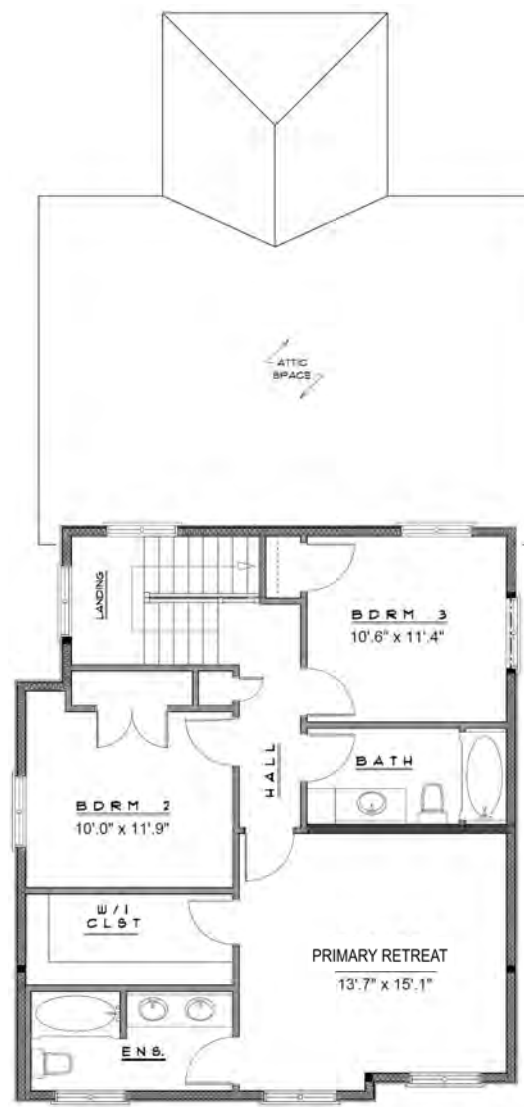 ATTIC
SPACE
LANDING
BDRM 3
10'.6" x 11'.4"
HALL
BATH
BDRM 2
10'.0" x 11'.9"
W/I
CLST
PRIMARY RETREAT
13'.7" x 15'.1"
ENS.